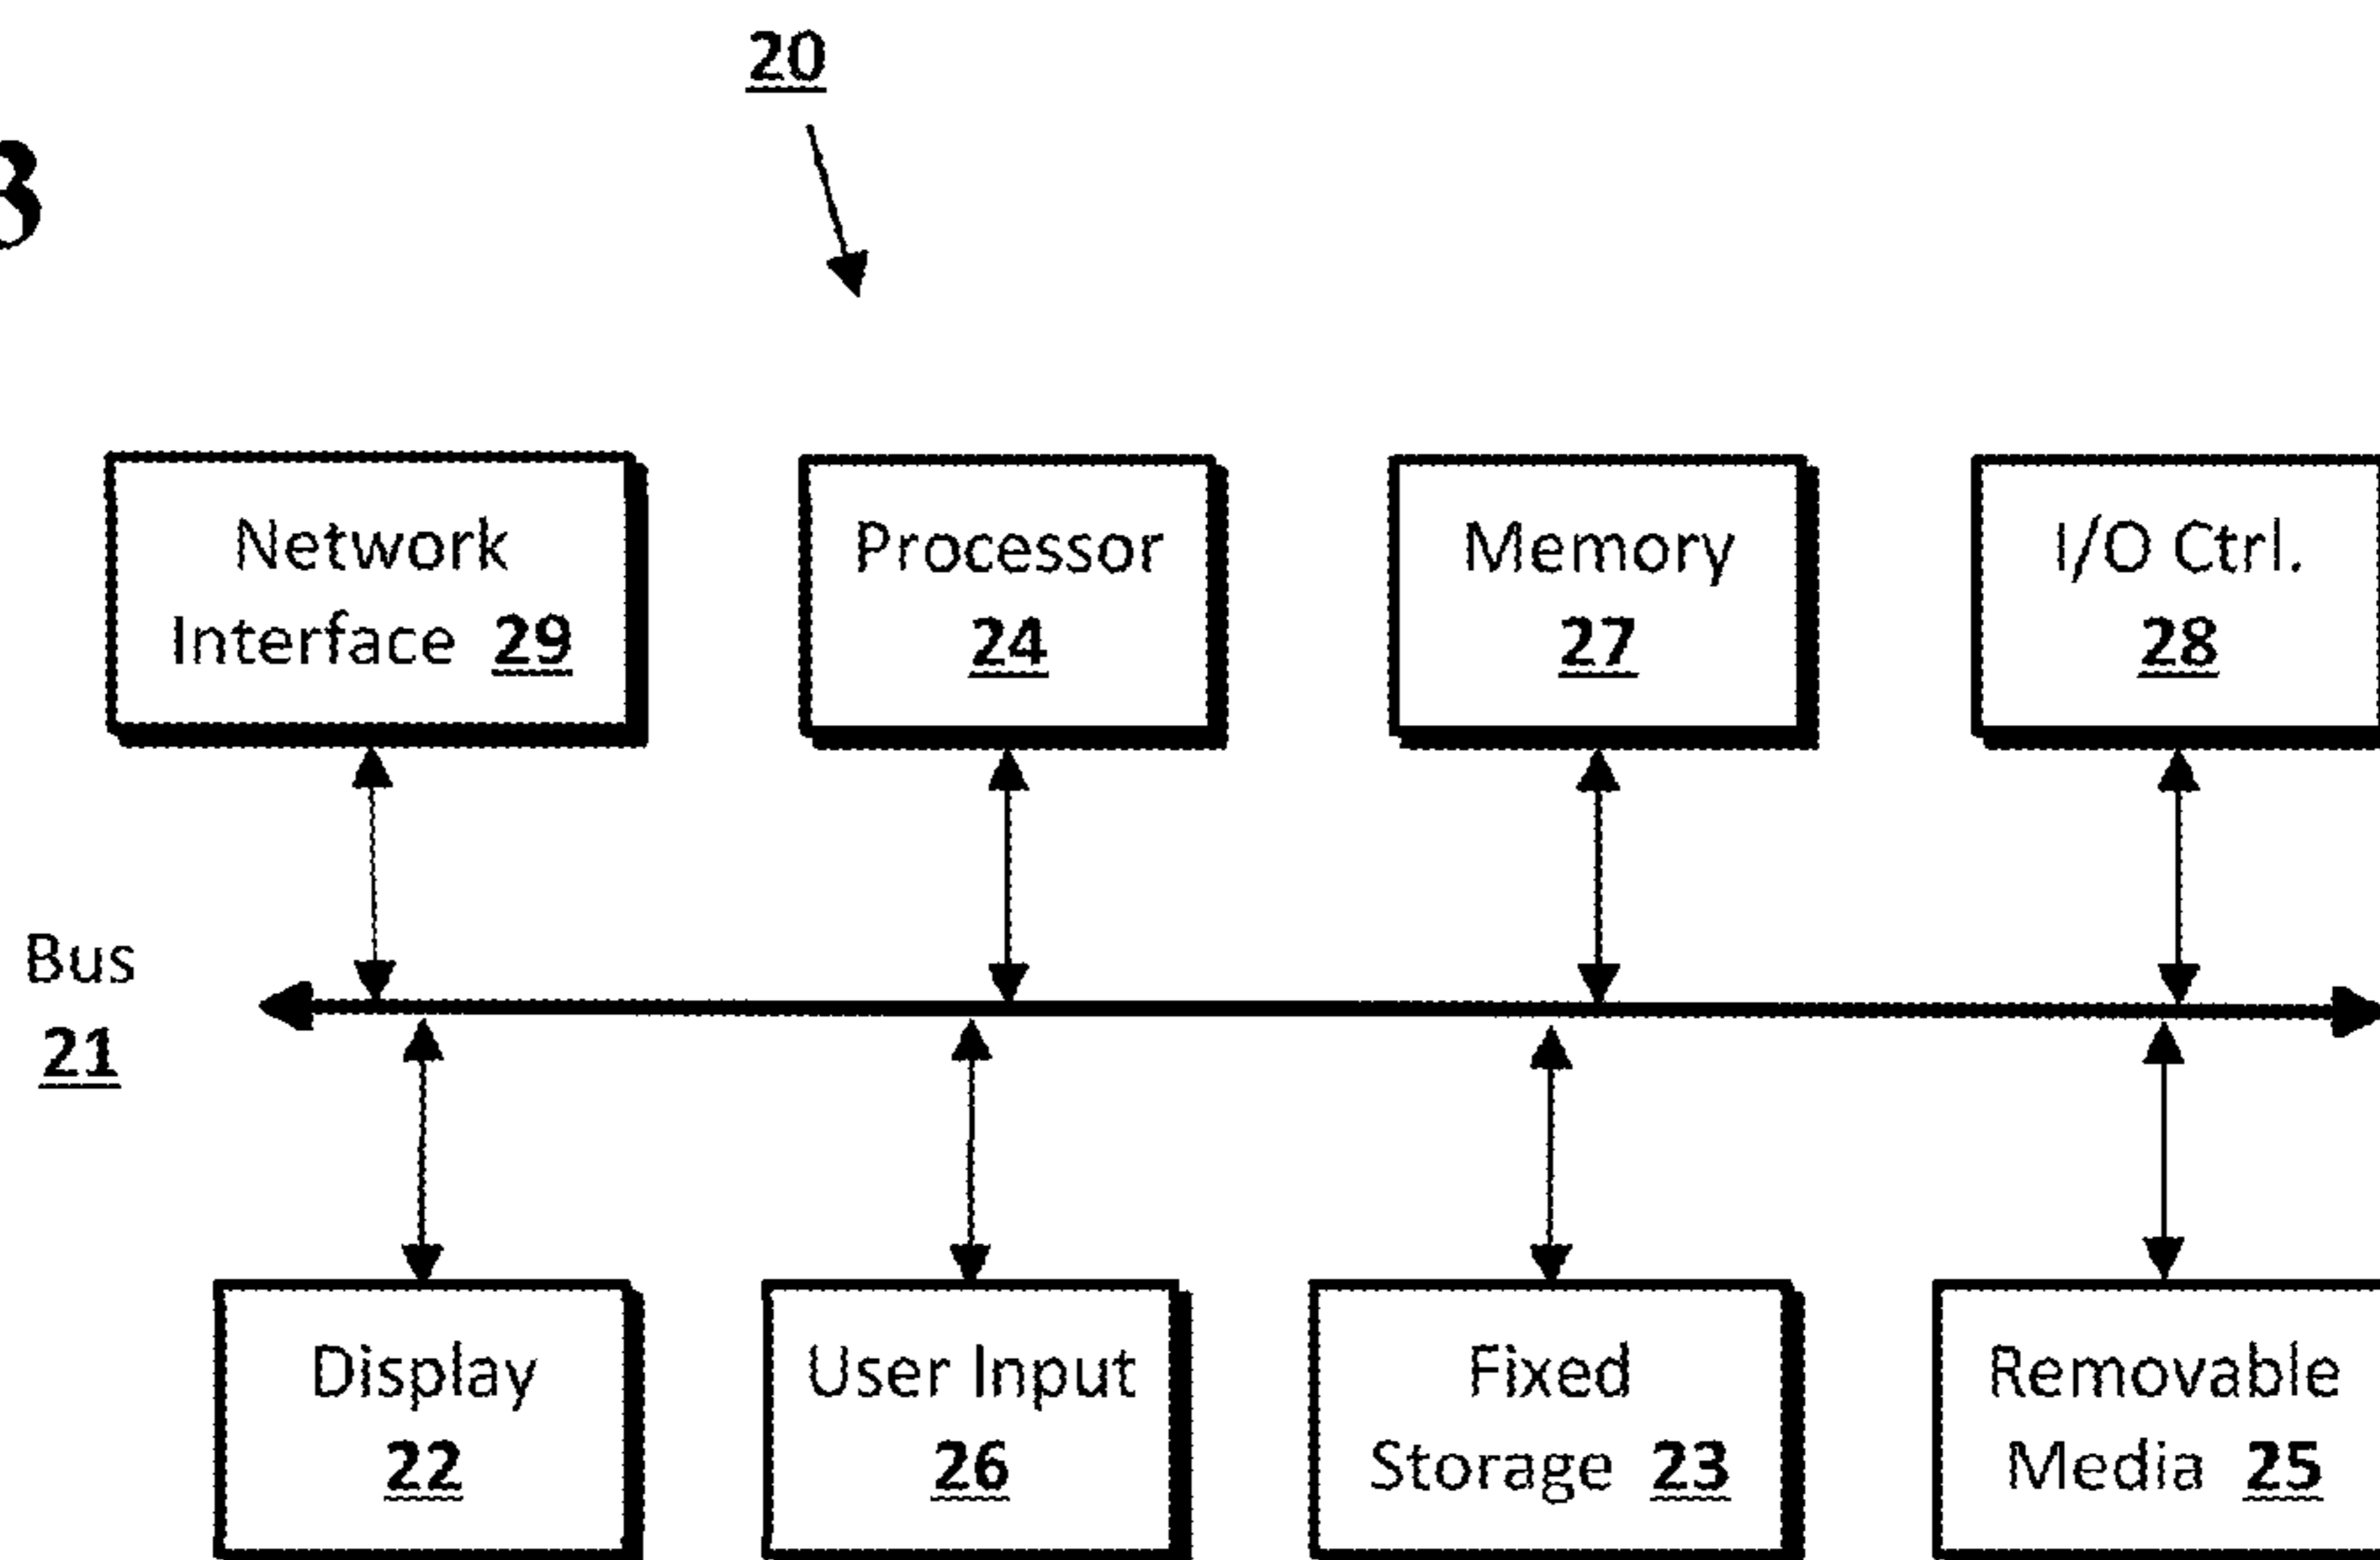 20
Network
Interface 29
Processor
24
Memory
27
I/O Ctrl.
28
Bus
21
Display
22
User Input
26
Fixed
Storage 23
Removable
Media 25